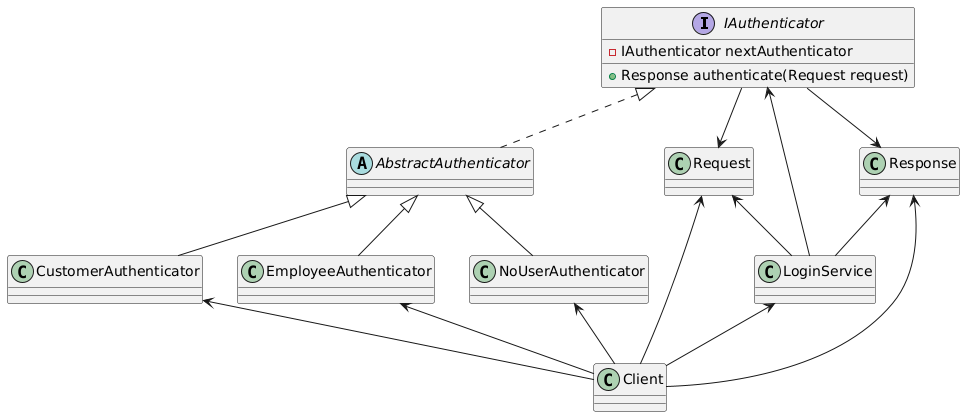 I IAuthenticator
IAuthenticator nextAuthenticator
Response authenticate(Request request)
A AbstractAuthenticator
C Request
C Response
C CustomerAuthenticator
C EmployeeAuthenticator
C NoUserAuthenticator
C LoginService
C Client